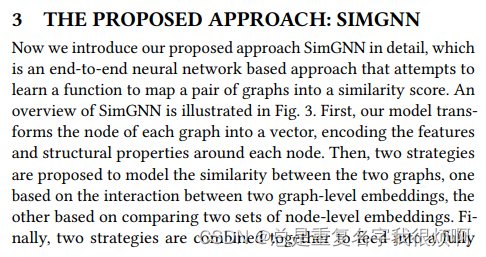 3 THE PROPOSED APPROACH: SIMGNN
Now we introduce our proposed approach SimGNN in detail, which
is an end-to-end neural network based approach that attempts to
learn a function to map a pair of graphs into a similarity score. An
overview of SimGNN is illustrated in Fig. 3. First, our model trans-
forms the node of each graph into a vector, encoding the features
and structural properties around each node. Then, two strategies
are proposed to model the similarity between the two graphs, one
based on the interaction between two graph-level embeddings, the
other based on comparing two sets of node-level embeddings. Fi-
nally, two strategies are combined together to feed into a fully
CSDN @总是重复名字我很烦啊